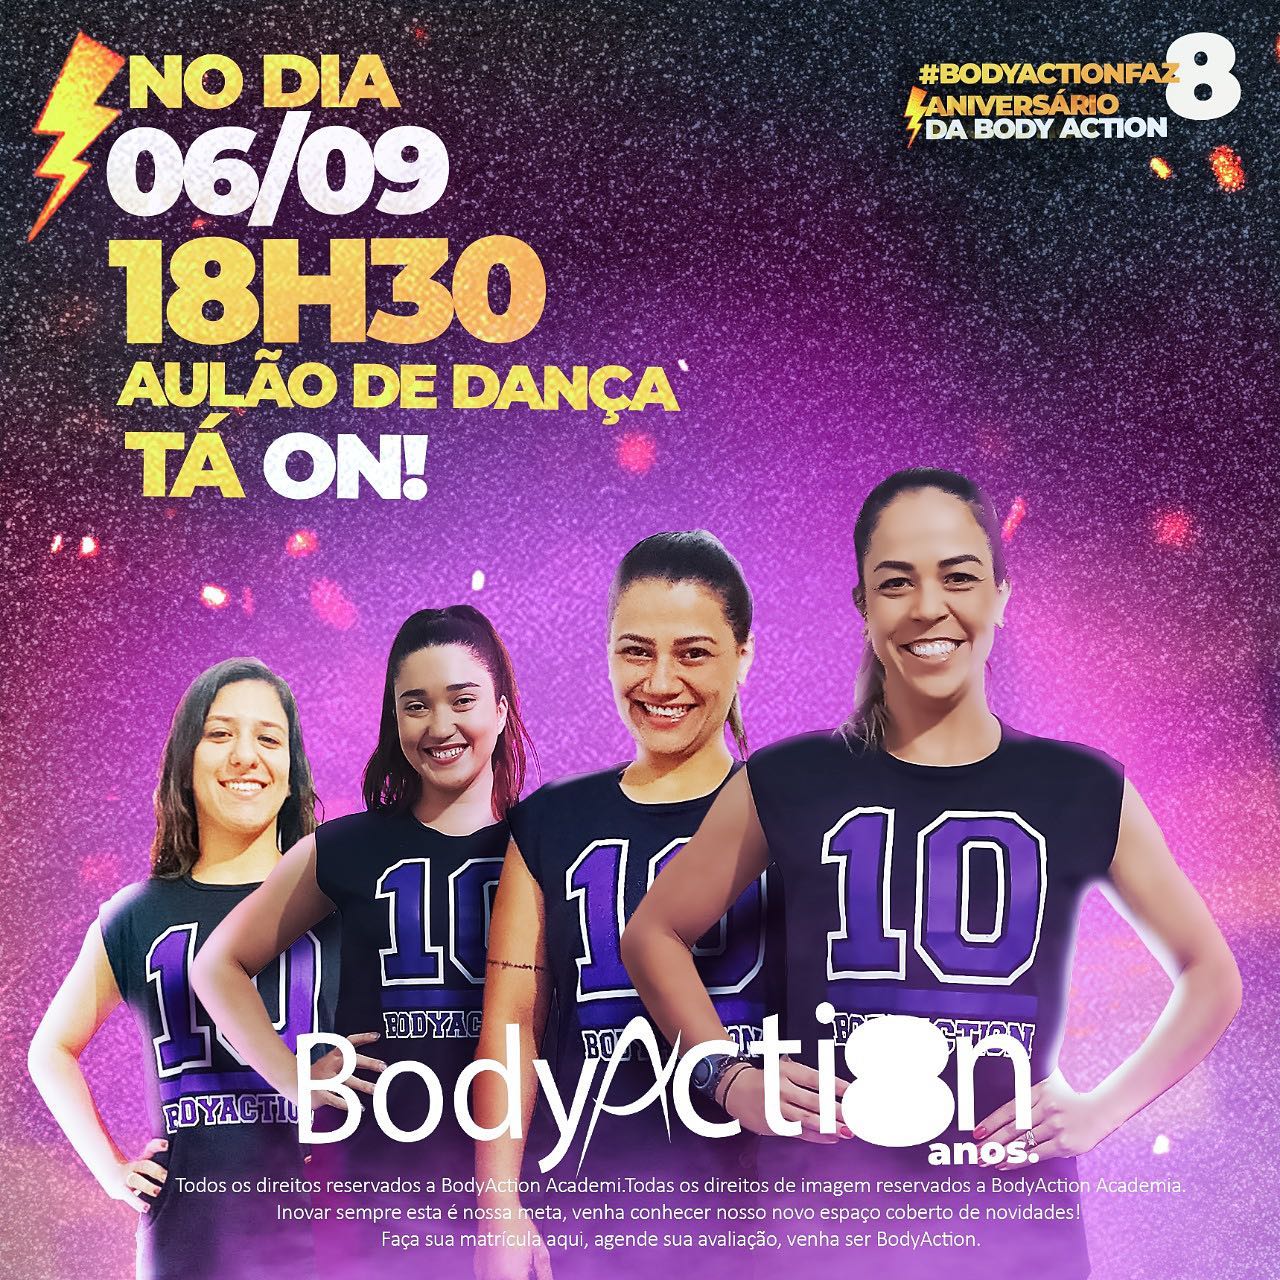 NO DIA
06/09
18H30
AULÃO DE DANÇA
TÁ ON!
#BODYACTIONFAZ8
ANIVERSÁRIO
DA BODY ACTION
10
BODYACTION
10
BODYAC
10
BO
10
BODYACTION
BodyActi8n
anos.
Todos os direitos reservados a BodyAction Academi.Todas os direitos de imagem reservados a BodyAction Academia.
Inovar sempre esta é nossa meta, venha conhecer nosso novo espaço coberto de novidades!
Faça sua matrícula aqui, agende sua avaliação, venha ser BodyAction.